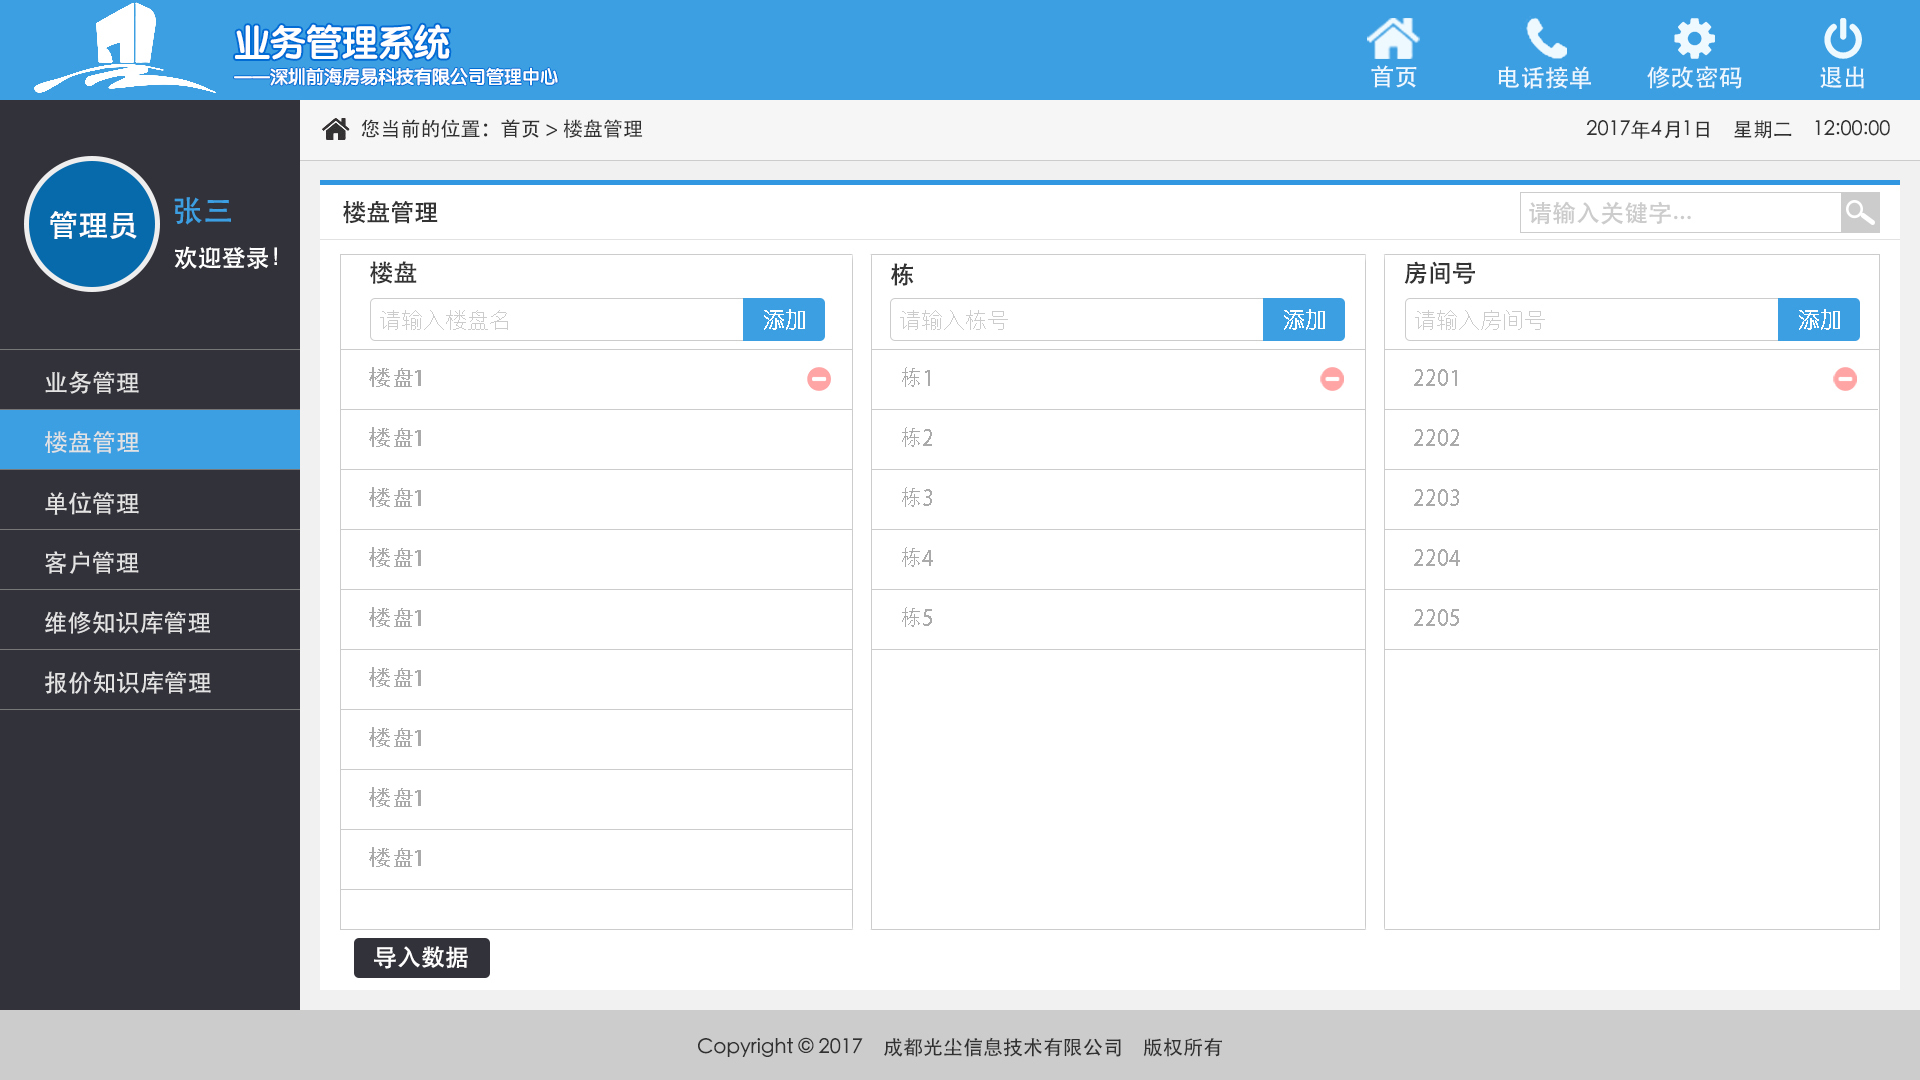 业务管理系统
——深圳前海房易科技有限公司管理中心
首页
电话接单
修改密码
退出
您当前的位置：首页 > 楼盘管理
2017年4月1日 星期二 12:00:00
管理员
张三
欢迎登录！
业务管理
楼盘管理
单位管理
客户管理
维修知识库管理
报价知识库管理
楼盘管理
请输入关键字...
楼盘
请输入楼盘名
添加
楼盘1
楼盘1
楼盘1
楼盘1
楼盘1
楼盘1
楼盘1
楼盘1
楼盘1
栋
请输入栋号
添加
栋1
栋2
栋3
栋4
栋5
房间号
请输入房间号
添加
2201
2202
2203
2204
2205
导入数据
Copyright © 2017 成都光尘信息技术有限公司 版权所有